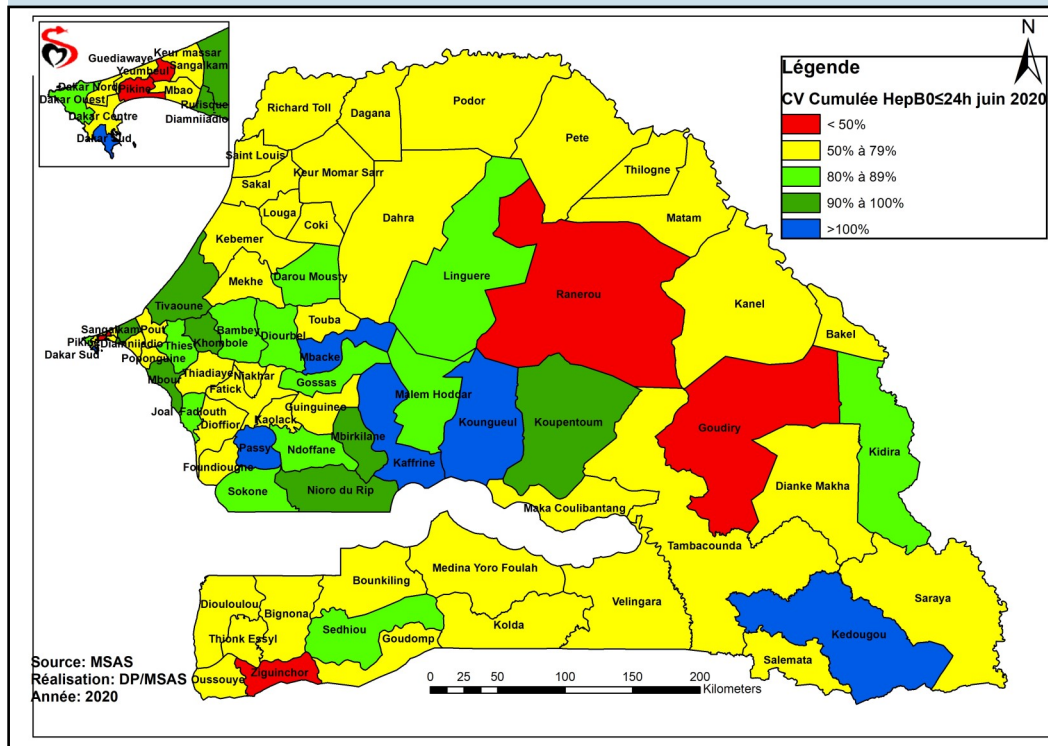 N
Légende
CV Cumulée HepB0≤24h juin 2020
< 50%
50% à 79%
80% à 89%
90% à 100%
>100%
Keur massar
Guediawaye
Sangalkam
Yeumbeul
Dakar Nord
Pikine
Mbao
Dakar Ouest
Rufisque
Dakar Centre
Diamniiadio
Dakar Sud
Podor
Richard Toll
Dagana
Pete
Saint Louis
Thilogne
Keur Momar Sarr
Sakal
Louga
Coki
Dahra
Matam
Kebemer
Linguere
Mekhe
Darou Mousty
Ranerou
Kanel
Tivaoune
Touba
Bakel
Sangalkam
Pout
Bambey
Diourbel
Khombole
Thies
Diamniiadio
Dakar Sud
Mbacke
Poponguine
Thiadiaye
Niakhar
Mbour
Gossas
Fatick
Malem Hoddar
Joal
Fadiouth
Guinguineo
Koungueul
Koupentoum
Goudiry
Dioffior
Kaolack
Mbirkilane
Passy
Ndoffane
Kidira
Foundiougne
Kaffrine
Dianke Makha
Sokone
Nioro du Rip
Maka Coulibantang
Tambacounda
Medina Yoro Foulah
Bounkiling
Saraya
Diouloulou
Bignona
Velingara
Kedougou
Sedhiou
Kolda
Thionk Essyl
Goudomp
Salemata
Oussouye
Ziguinchor
Source: MSAS
Réalisation: DP/MSAS
Année: 2020
0 25 50 100 150 200
Kilometers